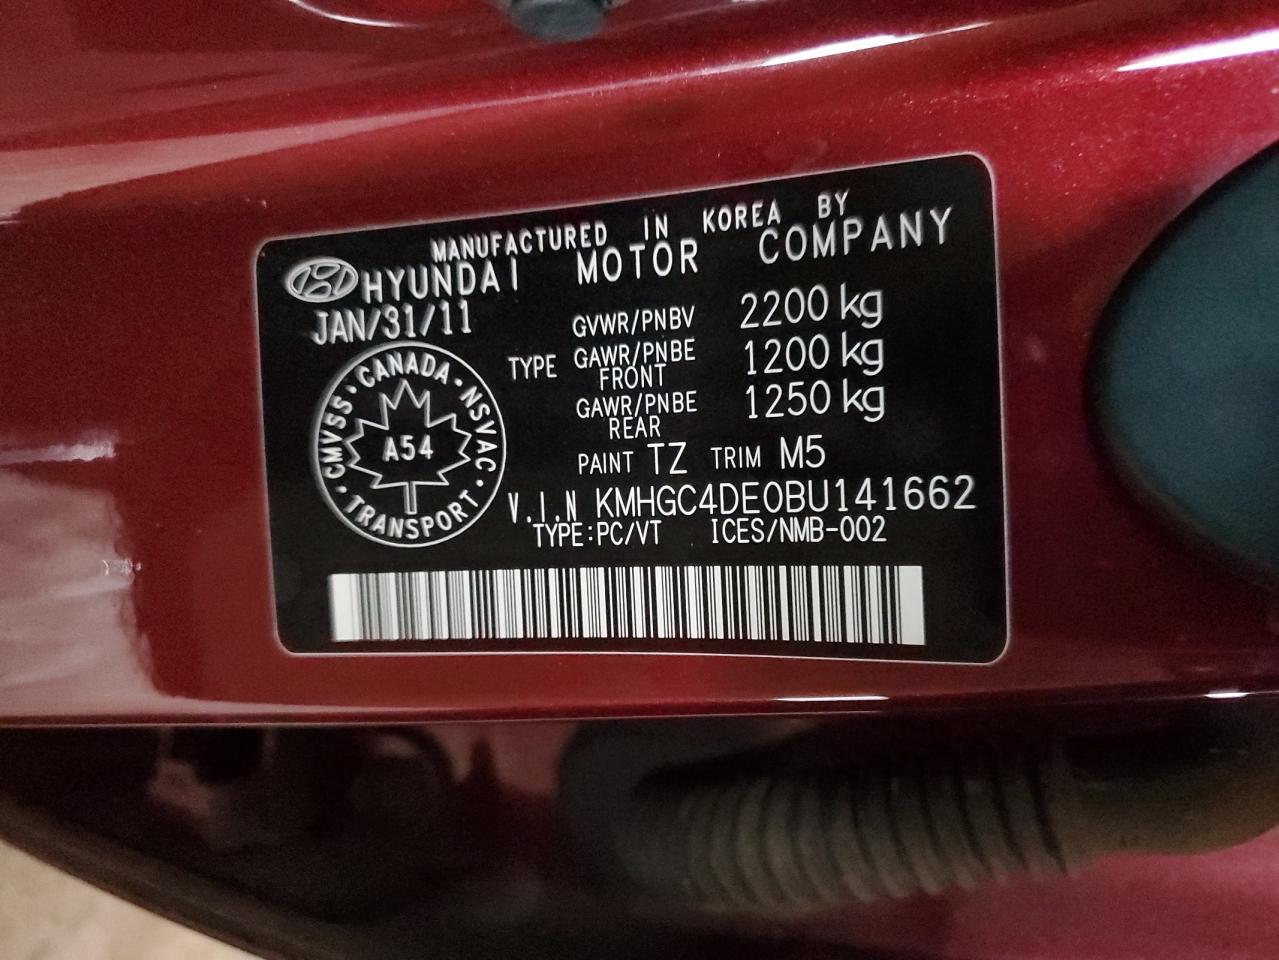 MANUFACTURED IN KOREA BY
HYUNDAI MOTOR COMPANY
JAN/31/11
GVWR/PNBV 2200 kg
TYPE
GAWR/PNBE 1200 kg
FRONT
GAWR/PNBE 1250 kg
REAR
CMVSS · CANADA · NSVAC · TRANSPORT ·
A54
PAINT TZ TRIM M5
V.I.N KMHGC4DE0BU141662
TYPE:PC/VT ICES/NMB-002